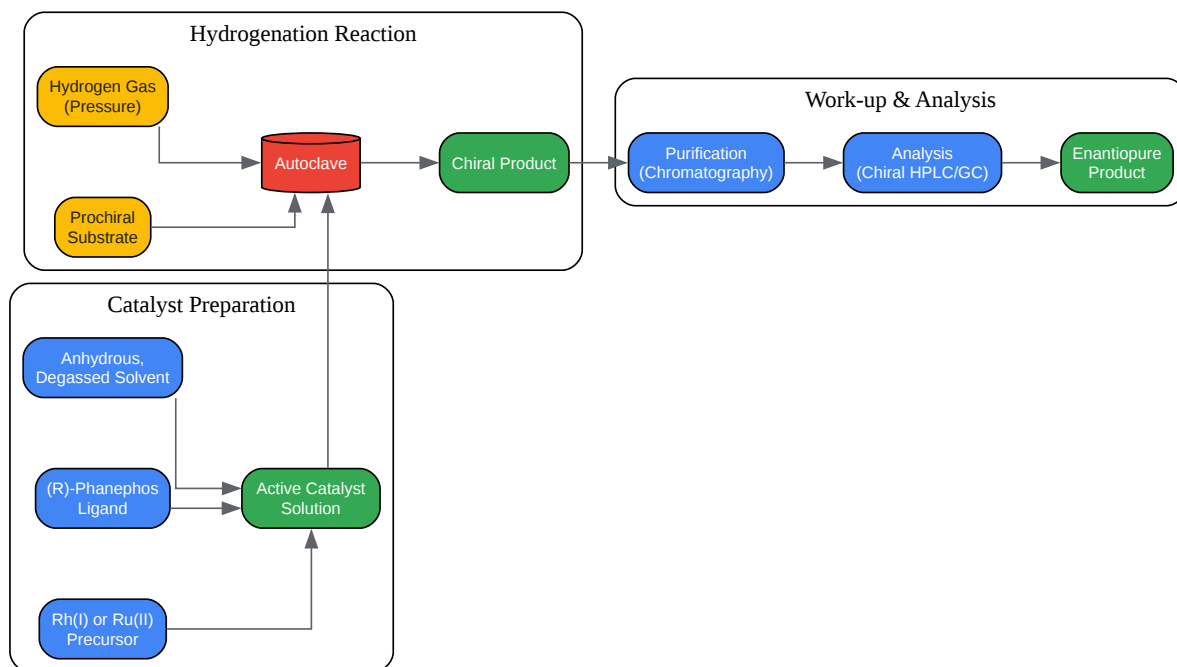 Hydrogenation Reaction
Hydrogen Gas
(Pressure)
Autoclave
Chiral Product
Prochiral
Substrate
Work-up & Analysis
Purification
(Chromatography)
Analysis
(Chiral HPLC/GC)
Enantiopure
Product
Catalyst Preparation
Anhydrous,
Degassed Solvent
(R)-Phanephos
Ligand
Active Catalyst
Solution
Rh(I) or Ru(II)
Precursor